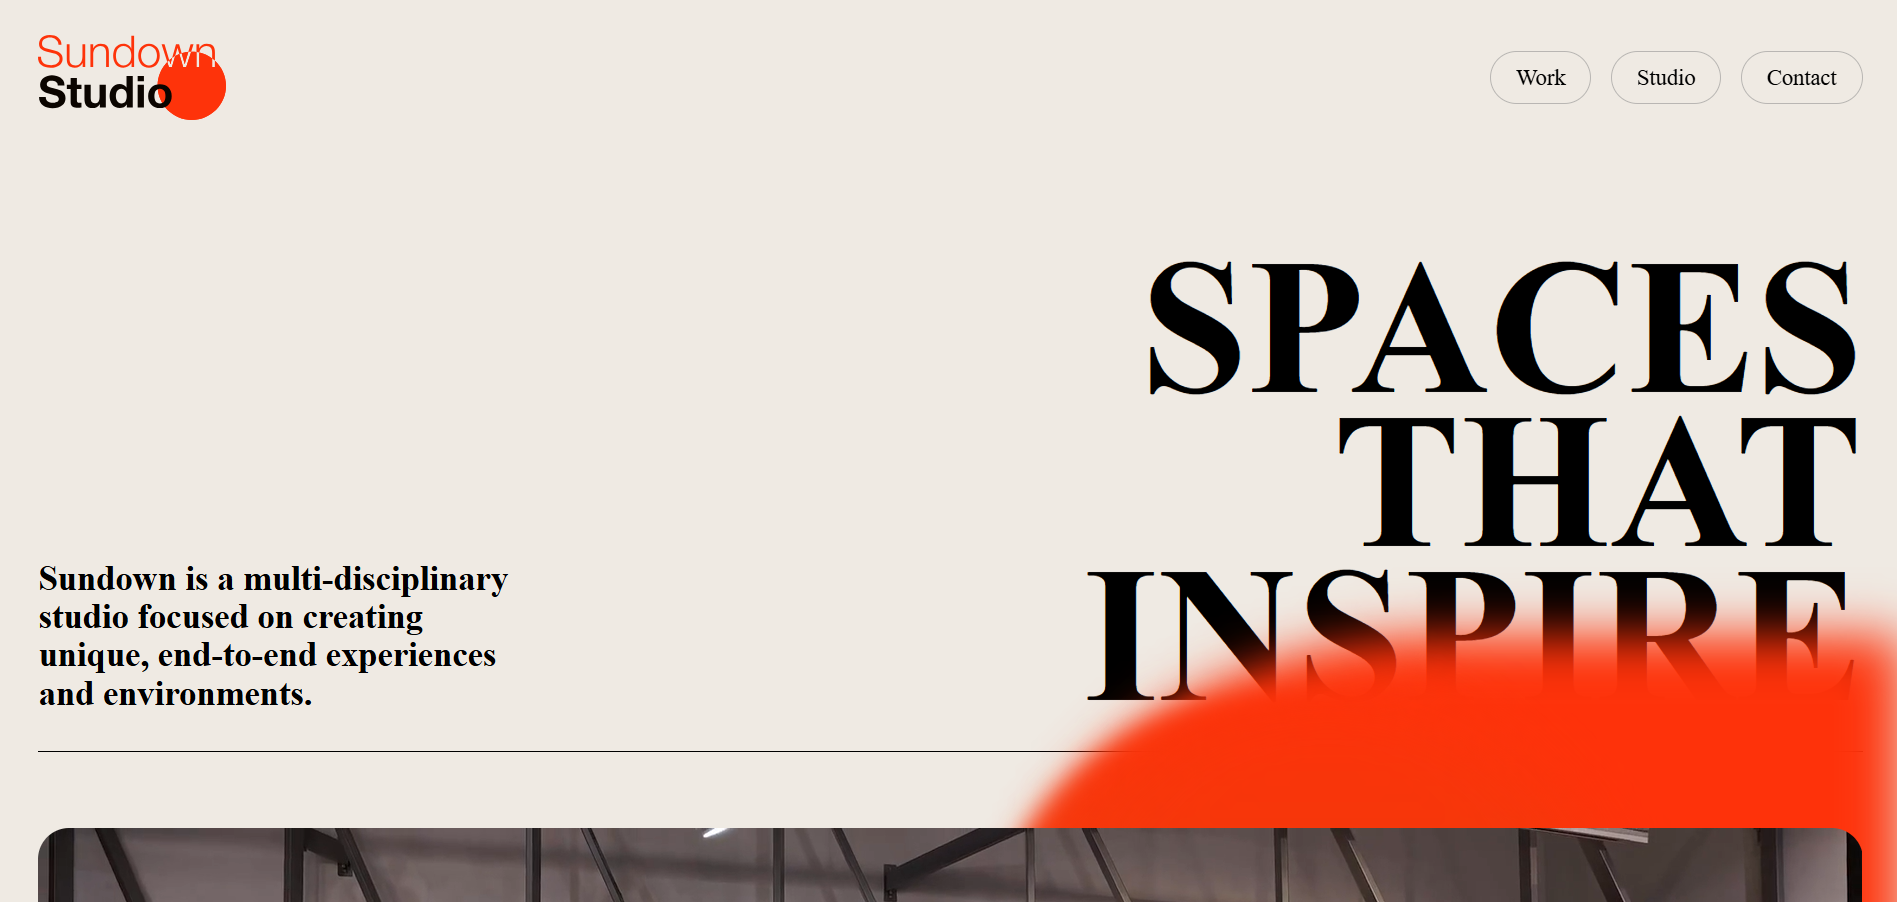 Sundown
Studio
Work
Studio
Contact
SPACES
THAT
INSPIRE
Sundown is a multi-disciplinary
studio focused on creating
unique, end-to-end experiences
and environments.